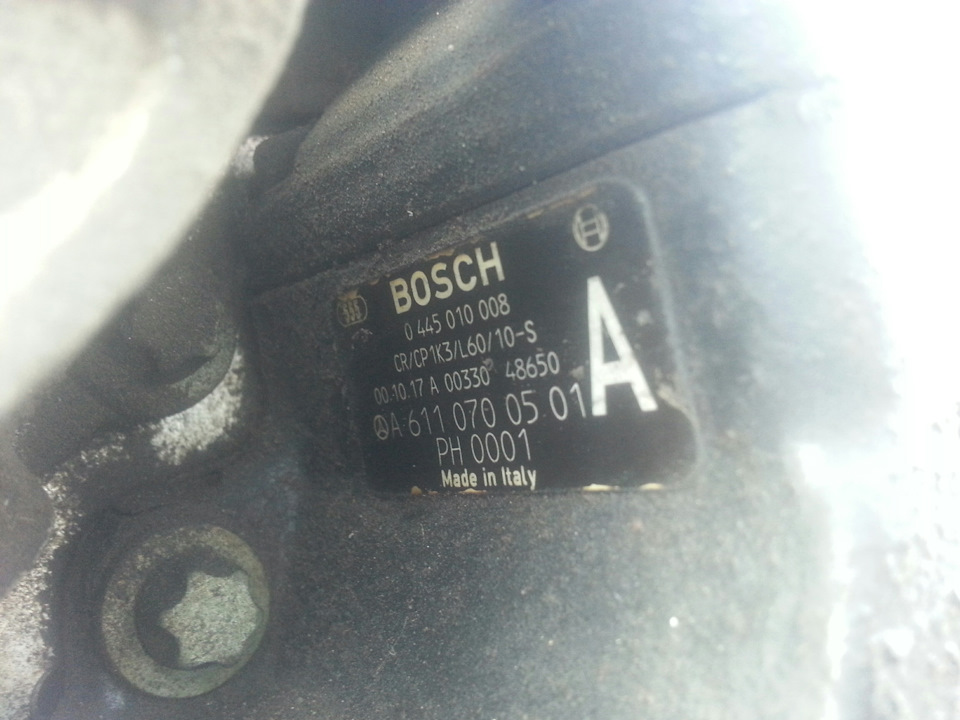 BOSCH
0 445 010 008
CR/CP1K3/L60/10-S
00.10.17 A 00330 48650
A 611 070 05 01
PH 0001
Made in Italy
A